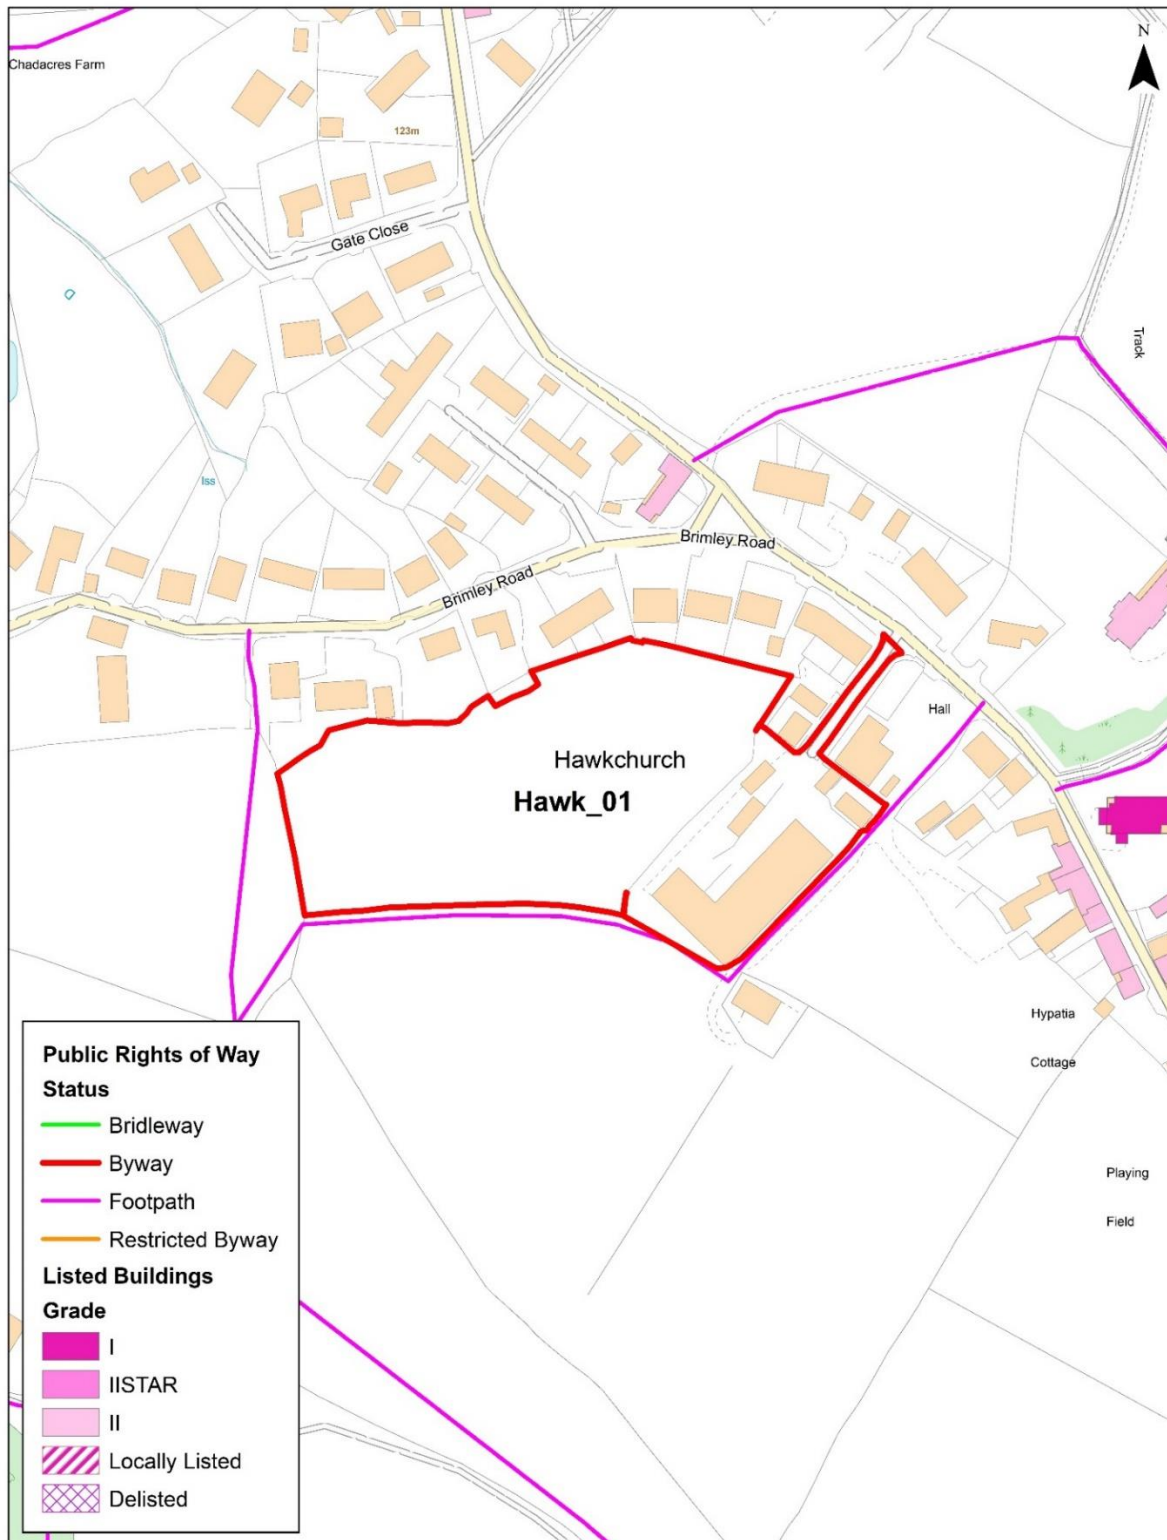 N
Chadacres Farm
123m
Gate Close
D
Track
Iss
Brimley Road
Brimley Road
Hall
Hawkchurch
Hawk_01
Hypatia
Cottage
Playing
Field
Public Rights of Way
Status
Bridleway
Byway
Footpath
Restricted Byway
Listed Buildings
Grade
I
IISTAR
II
Locally Listed
Delisted